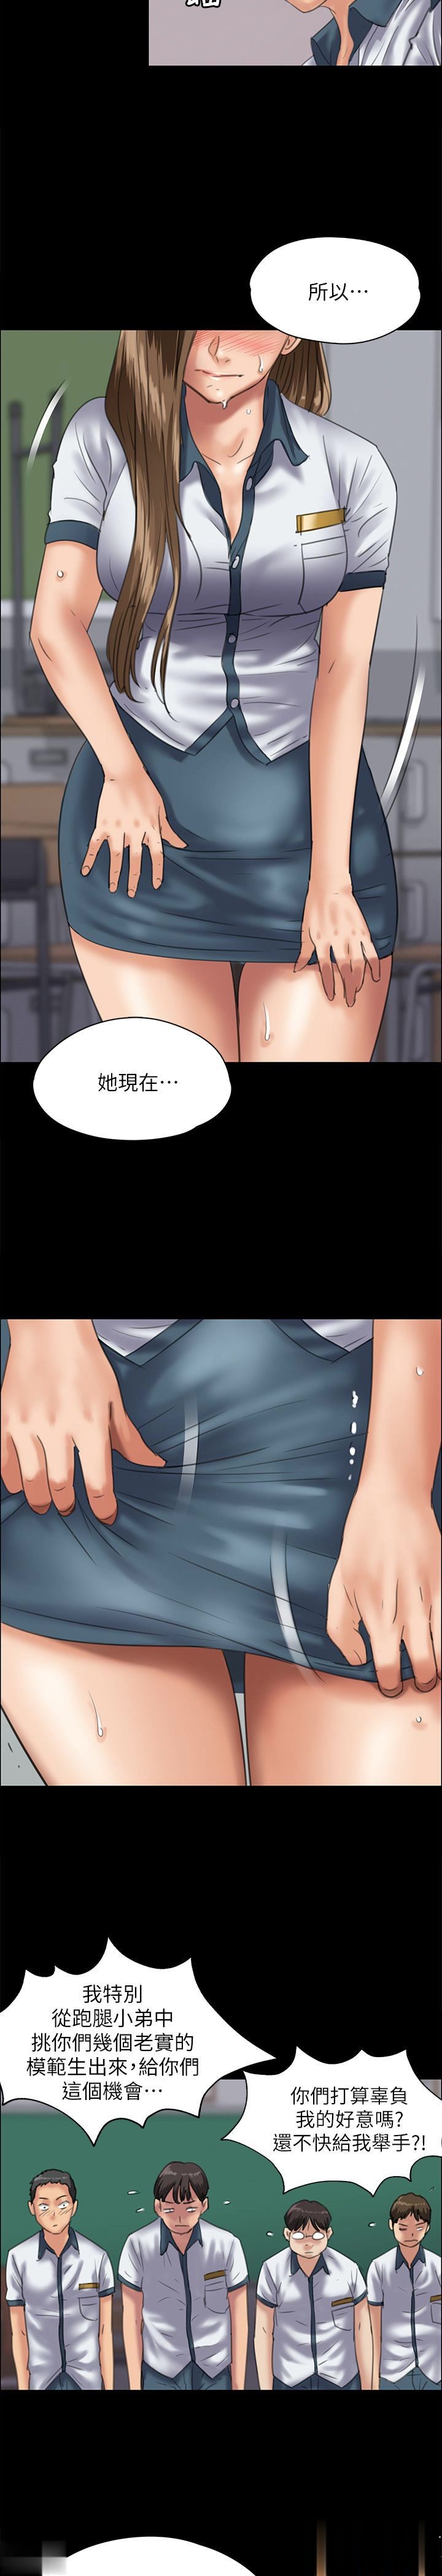 所以…
她現在…
我特別
從跑腿小弟中
挑你們幾個老實的
模範生出來，給你們
這個機會…
你們打算辜負
我的好意嗎?
還不快給我舉手?!